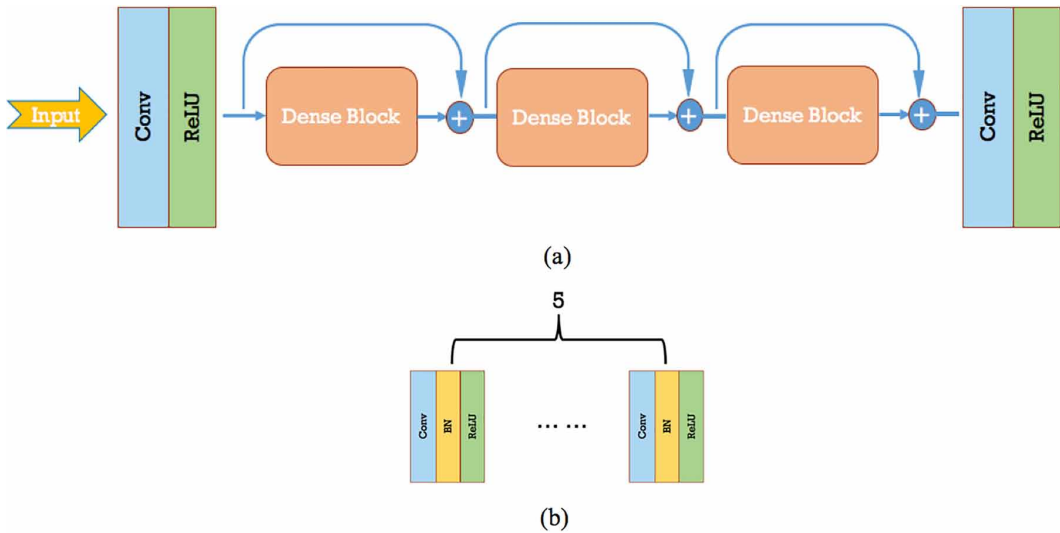 Input
Conv
ReLU
Dense Block
+
Dense Block
+
Dense Block
+
Conv
ReLU
(a)
5
Conv
BN
ReLU
... ...
Conv
BN
ReLU
(b)